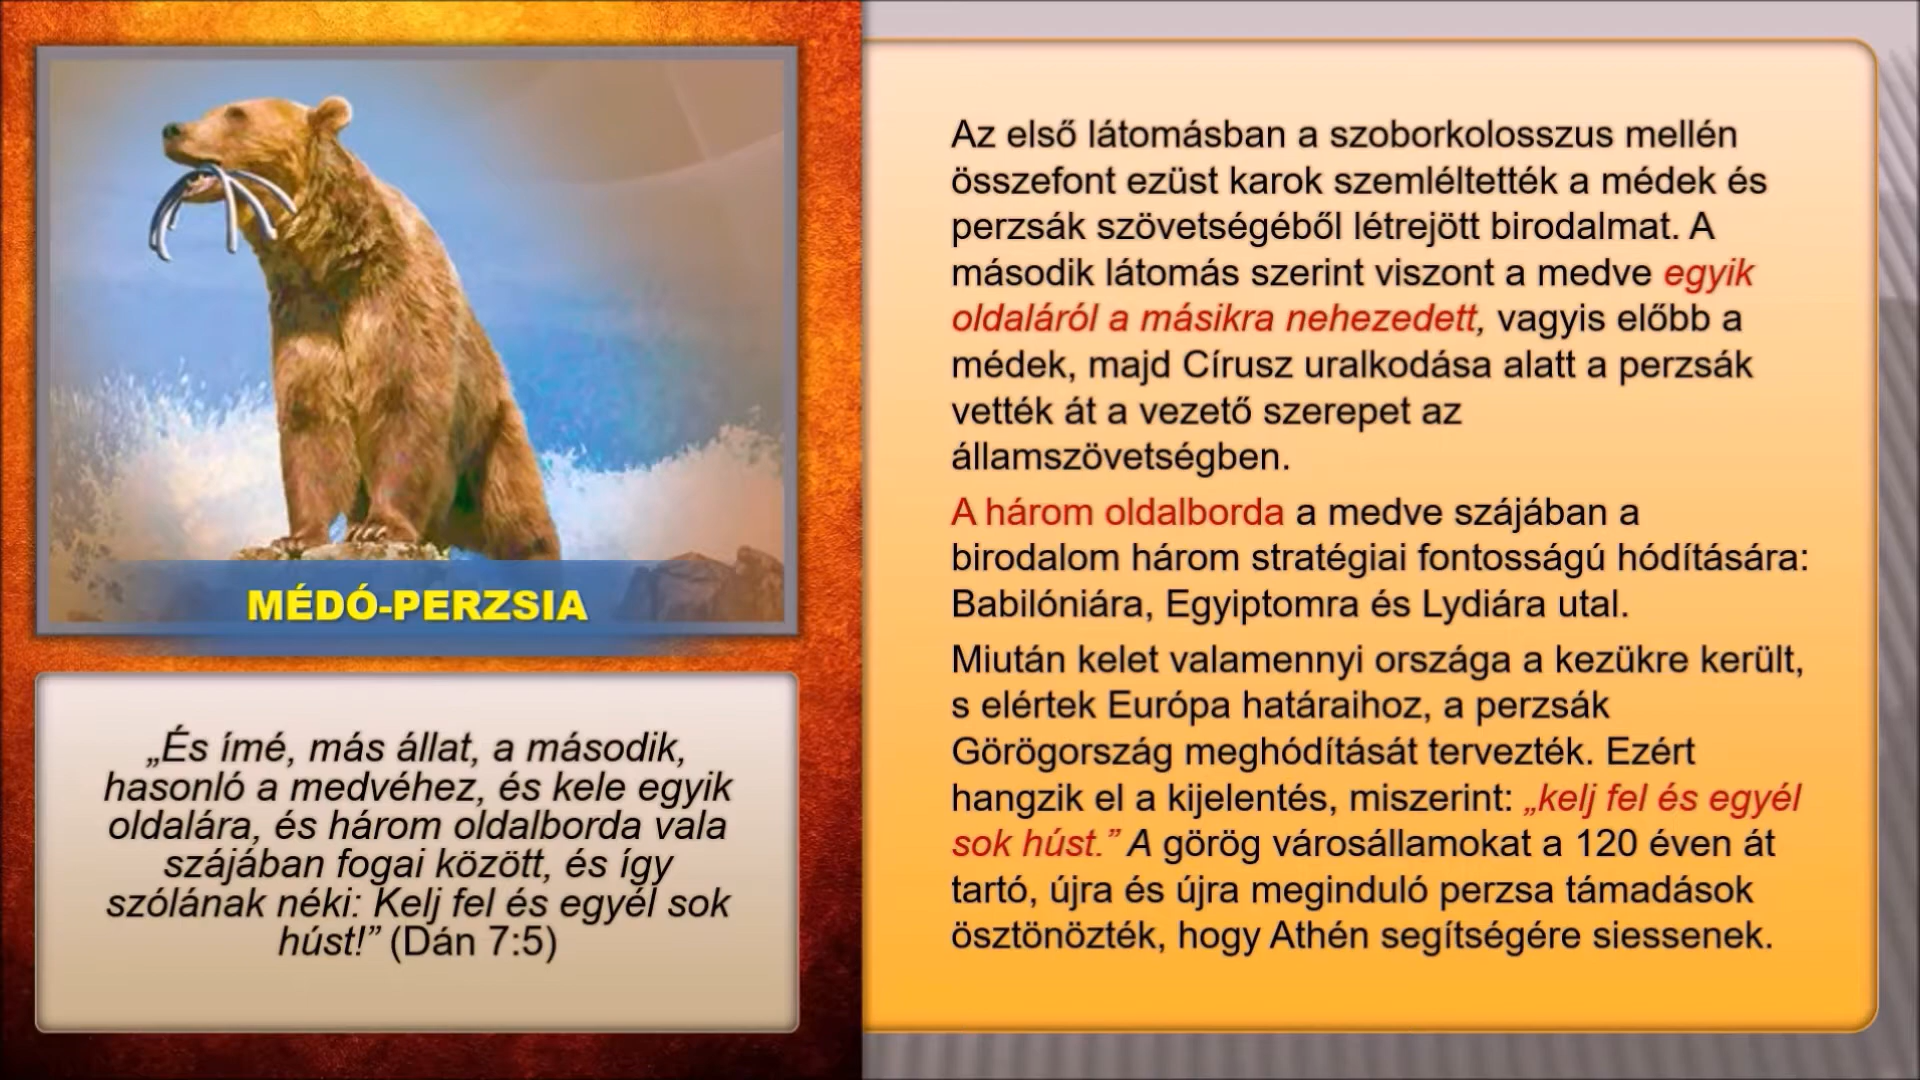 MÉDÓ-PERZSIA
„És ímé, más állat, a második,
hasonló a medvéhez, és kele egyik
oldalára, és három oldalborda vala
szájában fogai között, és így
szólának néki: Kelj fel és egyél sok
húst!” (Dán 7:5)
Az első látomásban a szoborkolosszus mellén
összefont ezüst karok szemléltették a médek és
perzsák szövetségéből létrejött birodalmat. A
második látomás szerint viszont a medve egyik
oldaláról a másikra nehezedett, vagyis előbb a
médek, majd Círusz uralkodása alatt a perzsák
vették át a vezető szerepet az
államszövetségben.
A három oldalborda a medve szájában a
birodalom három stratégiai fontosságú hódítására:
Babilóniára, Egyiptomra és Lydiára utal.
Miután kelet valamennyi országa a kezükre került,
s elértek Európa határaihoz, a perzsák
Görögország meghódítását tervezték. Ezért
hangzik el a kijelentés, miszerint: „kelj fel és egyél
sok húst.” A görög városállamokat a 120 éven át
tartó, újra és újra meginduló perzsa támadások
ösztönözték, hogy Athén segítségére siessenek.